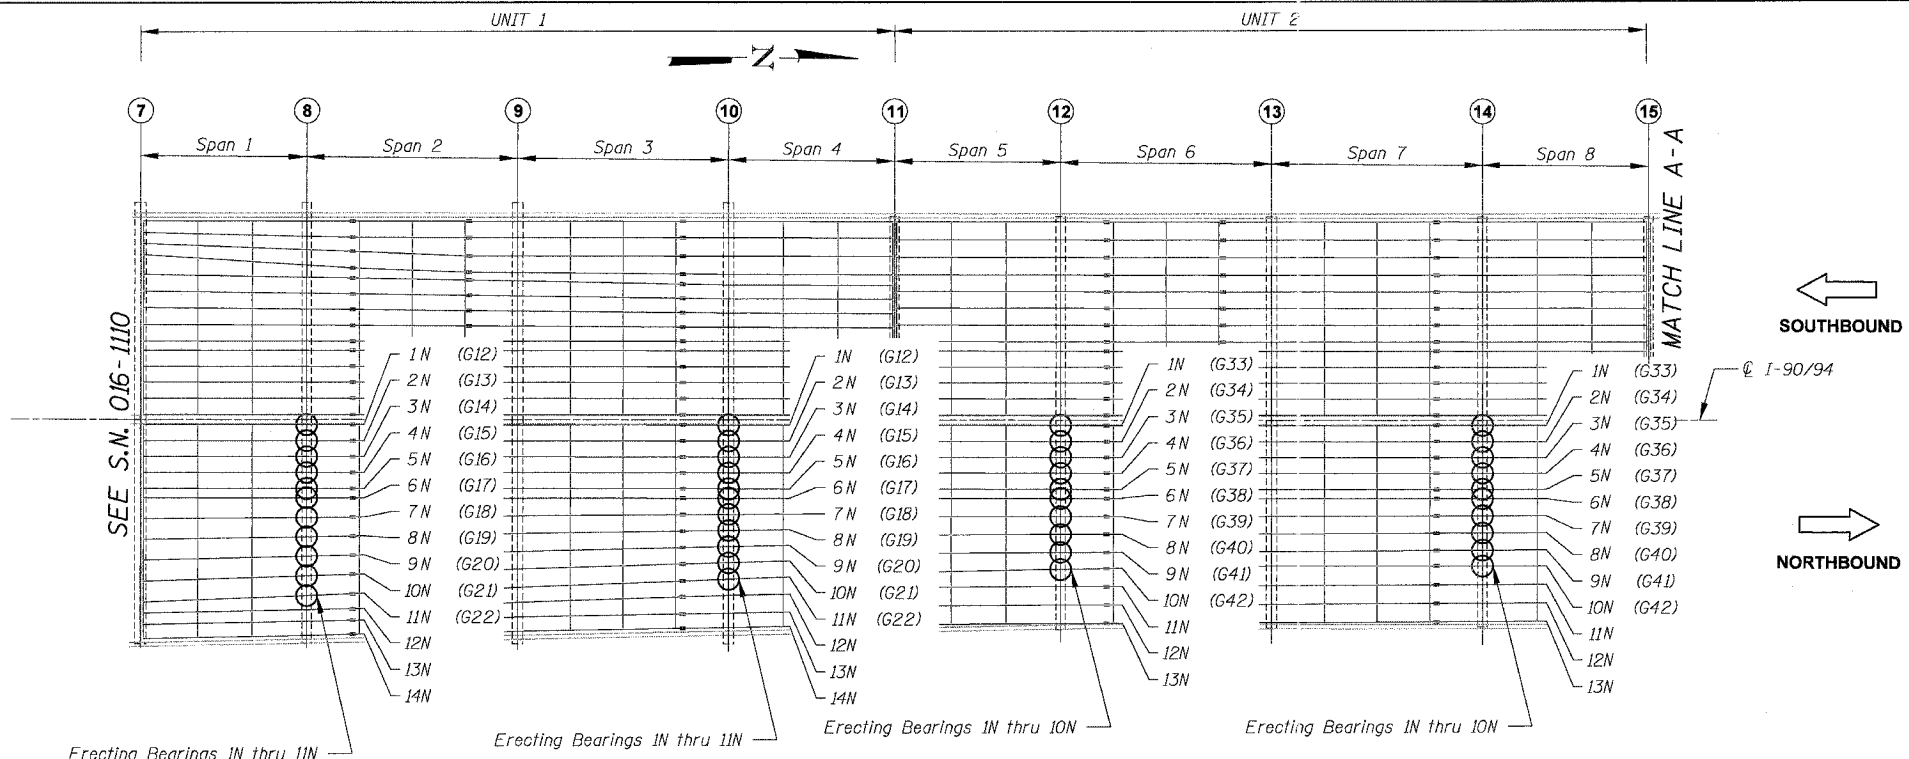 UNIT 1
UNIT 2
N
7 8 9 10 11 12 13 14 15
Span 1 Span 2 Span 3 Span 4 Span 5 Span 6 Span 7 Span 8
SEE S.N. 016-1110
MATCH LINE A-A
SOUTHBOUND
℄ I-90/94
NORTHBOUND
1N (G12)
2N (G13)
3N (G14)
4N (G15)
5N (G16)
6N (G17)
7N (G18)
8N (G19)
9N (G20)
10N (G21)
11N (G22)
12N
13N
14N
Erecting Bearings 1N thru 11N
1N (G12)
2N (G13)
3N (G14)
4N (G15)
5N (G16)
6N (G17)
7N (G18)
8N (G19)
9N (G20)
10N (G21)
11N (G22)
12N
13N
14N
Erecting Bearings 1N thru 11N
1N (G33)
2N (G34)
3N (G35)
4N (G36)
5N (G37)
6N (G38)
7N (G39)
8N (G40)
9N (G41)
10N (G42)
11N
12N
13N
Erecting Bearings 1N thru 10N
1N (G33)
2N (G34)
3N (G35)
4N (G36)
5N (G37)
6N (G38)
7N (G39)
8N (G40)
9N (G41)
10N (G42)
11N
12N
13N
Erecting Bearings 1N thru 10N